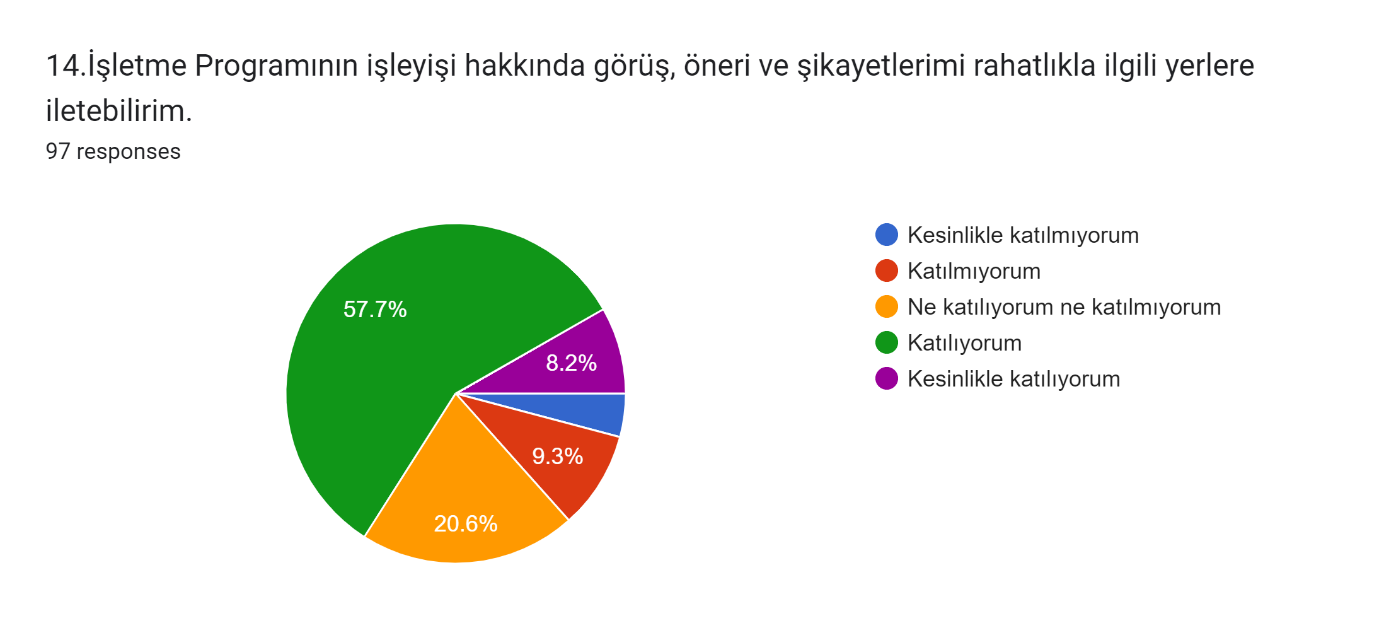 14.İşletme Programının işleyişi hakkında görüş, öneri ve şikayetlerimi rahatlıkla ilgili yerlere
iletebilirim.
97 responses
57.7%
8.2%
9.3%
20.6%
Kesinlikle katılmıyorum
Katılmıyorum
Ne katılıyorum ne katılmıyorum
Katılıyorum
Kesinlikle katılıyorum